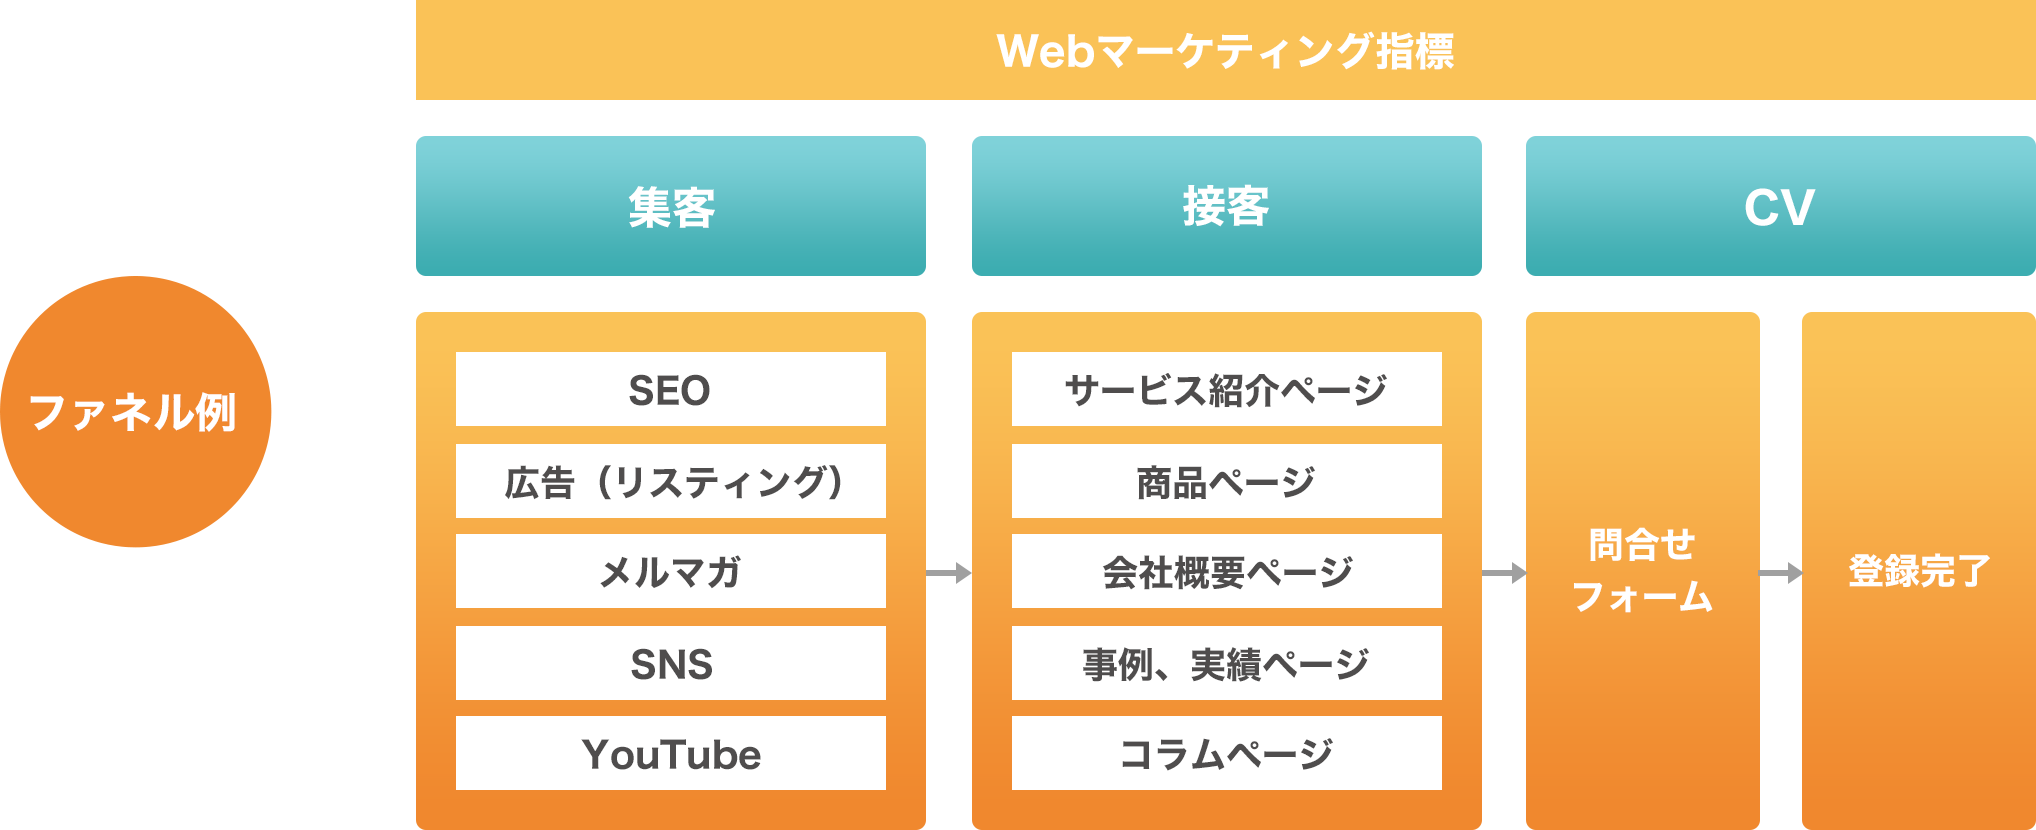 Webマーケティング指標
集客
接客
CV
ファネル例
SEO
広告（リスティング）
メルマガ
SNS
YouTube
サービス紹介ページ
商品ページ
会社概要ページ
事例、実績ページ
コラムページ
問合せ
フォーム
登録完了